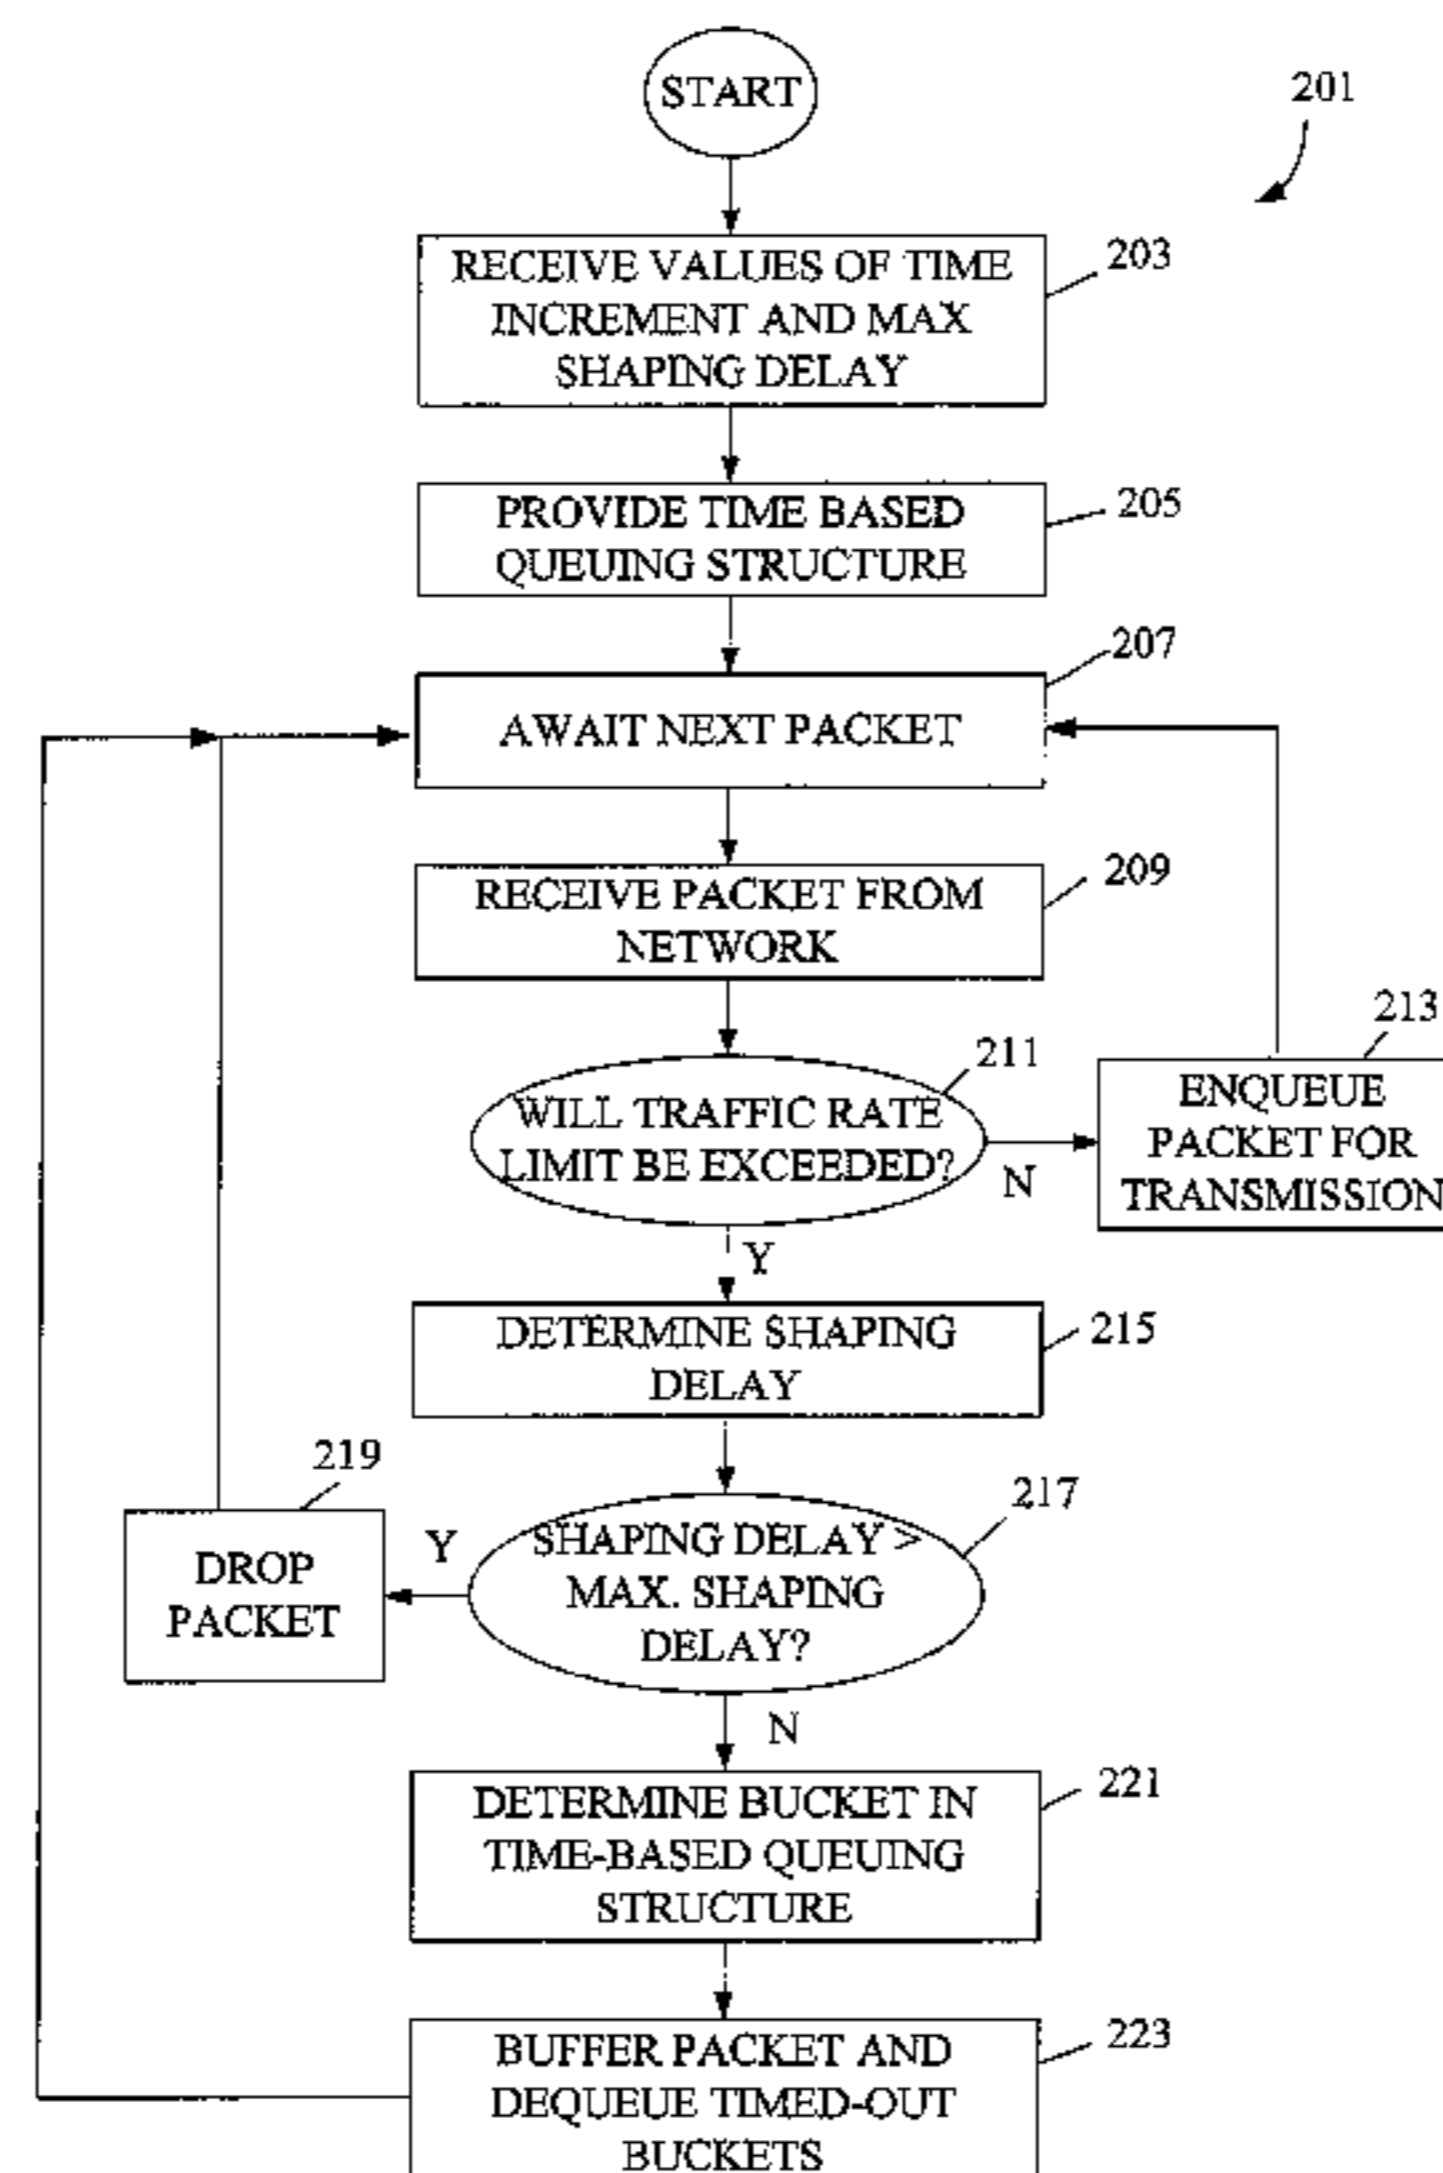 START
201
RECEIVE VALUES OF TIME
INCREMENT AND MAX
SHAPING DELAY
203
PROVIDE TIME BASED
QUEUING STRUCTURE
205
AWAIT NEXT PACKET
207
RECEIVE PACKET FROM
NETWORK
209
WILL TRAFFIC RATE
LIMIT BE EXCEEDED?
211
N
ENQUEUE
PACKET FOR
TRANSMISSION
213
Y
DETERMINE SHAPING
DELAY
215
SHAPING DELAY >
MAX. SHAPING
DELAY?
217
Y
DROP
PACKET
219
N
DETERMINE BUCKET IN
TIME-BASED QUEUING
STRUCTURE
221
BUFFER PACKET AND
DEQUEUE TIMED-OUT
BUCKETS
223